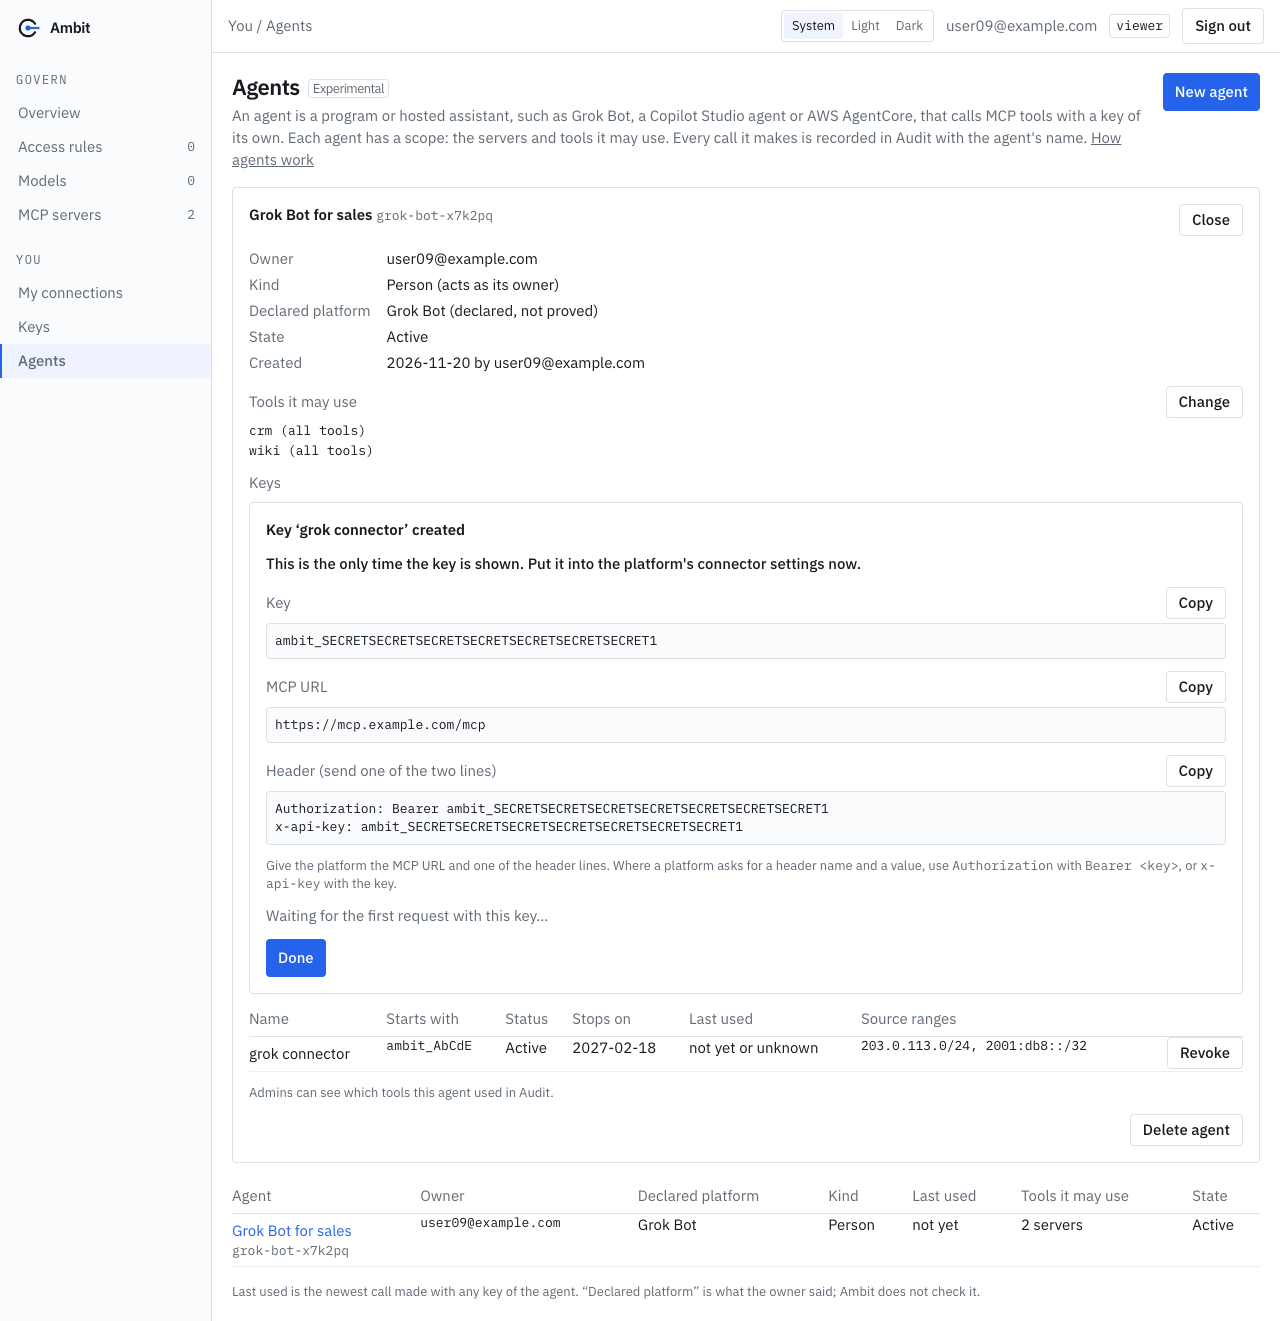 Ambit
GOVERN
Overview
Access rules 0
Models 0
MCP servers 2
YOU
My connections
Keys
Agents
You / Agents
System Light Dark
user09@example.com
viewer
Sign out
Agents Experimental
New agent
An agent is a program or hosted assistant, such as Grok Bot, a Copilot Studio agent or AWS AgentCore, that calls MCP tools with a key of
its own. Each agent has a scope: the servers and tools it may use. Every call it makes is recorded in Audit with the agent's name. How
agents work
Grok Bot for sales grok-bot-x7k2pq
Close
Owner user09@example.com
Kind Person (acts as its owner)
Declared platform Grok Bot (declared, not proved)
State Active
Created 2026-11-20 by user09@example.com
Tools it may use
Change
crm (all tools)
wiki (all tools)
Keys
Key ‘grok connector’ created
This is the only time the key is shown. Put it into the platform's connector settings now.
Key
Copy
ambit_SECRETSECRETSECRETSECRETSECRETSECRETSECRET1
MCP URL
Copy
https://mcp.example.com/mcp
Header (send one of the two lines)
Copy
Authorization: Bearer ambit_SECRETSECRETSECRETSECRETSECRETSECRETSECRET1
x-api-key: ambit_SECRETSECRETSECRETSECRETSECRETSECRETSECRET1
Give the platform the MCP URL and one of the header lines. Where a platform asks for a header name and a value, use Authorization with Bearer <key>, or x-
api-key with the key.
Waiting for the first request with this key...
Done
Name Starts with Status Stops on Last used Source ranges
grok connector ambit_AbCdE Active 2027-02-18 not yet or unknown 203.0.113.0/24, 2001:db8::/32 Revoke
Admins can see which tools this agent used in Audit.
Delete agent
Agent Owner Declared platform Kind Last used Tools it may use State
Grok Bot for sales user09@example.com Grok Bot Person not yet 2 servers Active
grok-bot-x7k2pq
Last used is the newest call made with any key of the agent. “Declared platform” is what the owner said; Ambit does not check it.